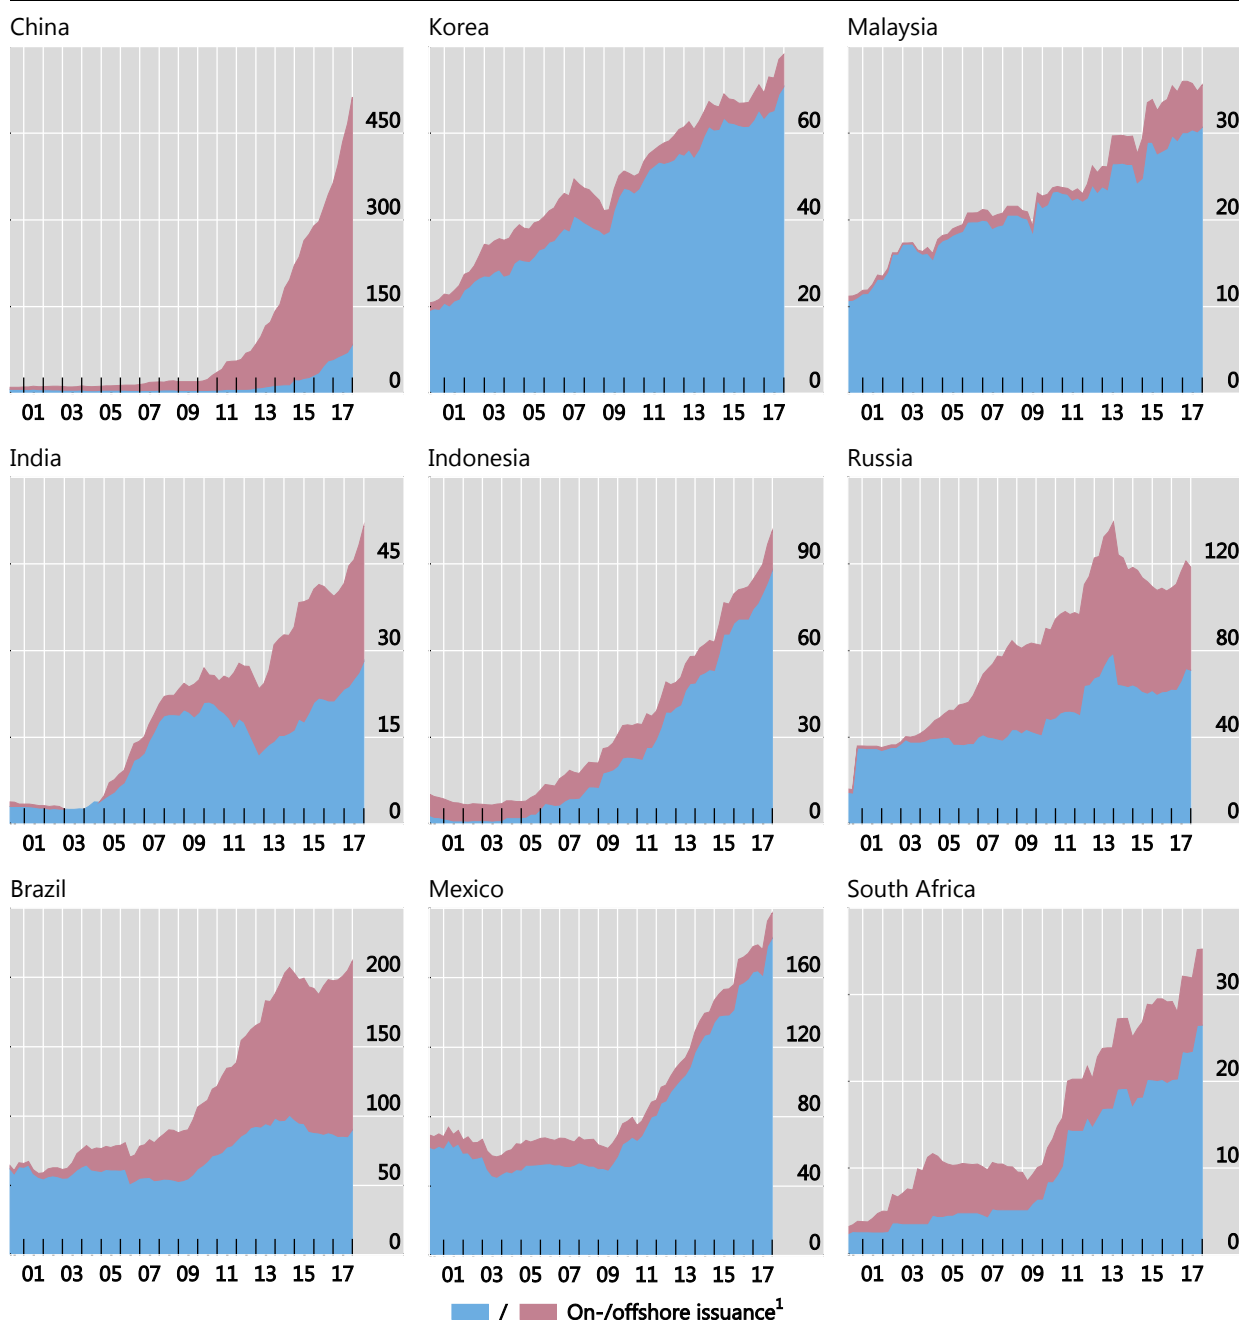 China Korea Malaysia
450 60 30
300 40 20
150 20 10
0 0 0
01 03 05 07 09 11 13 15 17 01 03 05 07 09 11 13 15 17 01 03 05 07 09 11 13 15 17
India Indonesia Russia
45 90 120
30 60 80
15 30 40
0 0 0
01 03 05 07 09 11 13 15 17 01 03 05 07 09 11 13 15 17 01 03 05 07 09 11 13 15 17
Brazil Mexico South Africa
200 160 30
150 120 20
100 80 10
50 40 0
0 0
01 03 05 07 09 11 13 15 17 01 03 05 07 09 11 13 15 17 01 03 05 07 09 11 13 15 17
/ On-/offshore issuance¹